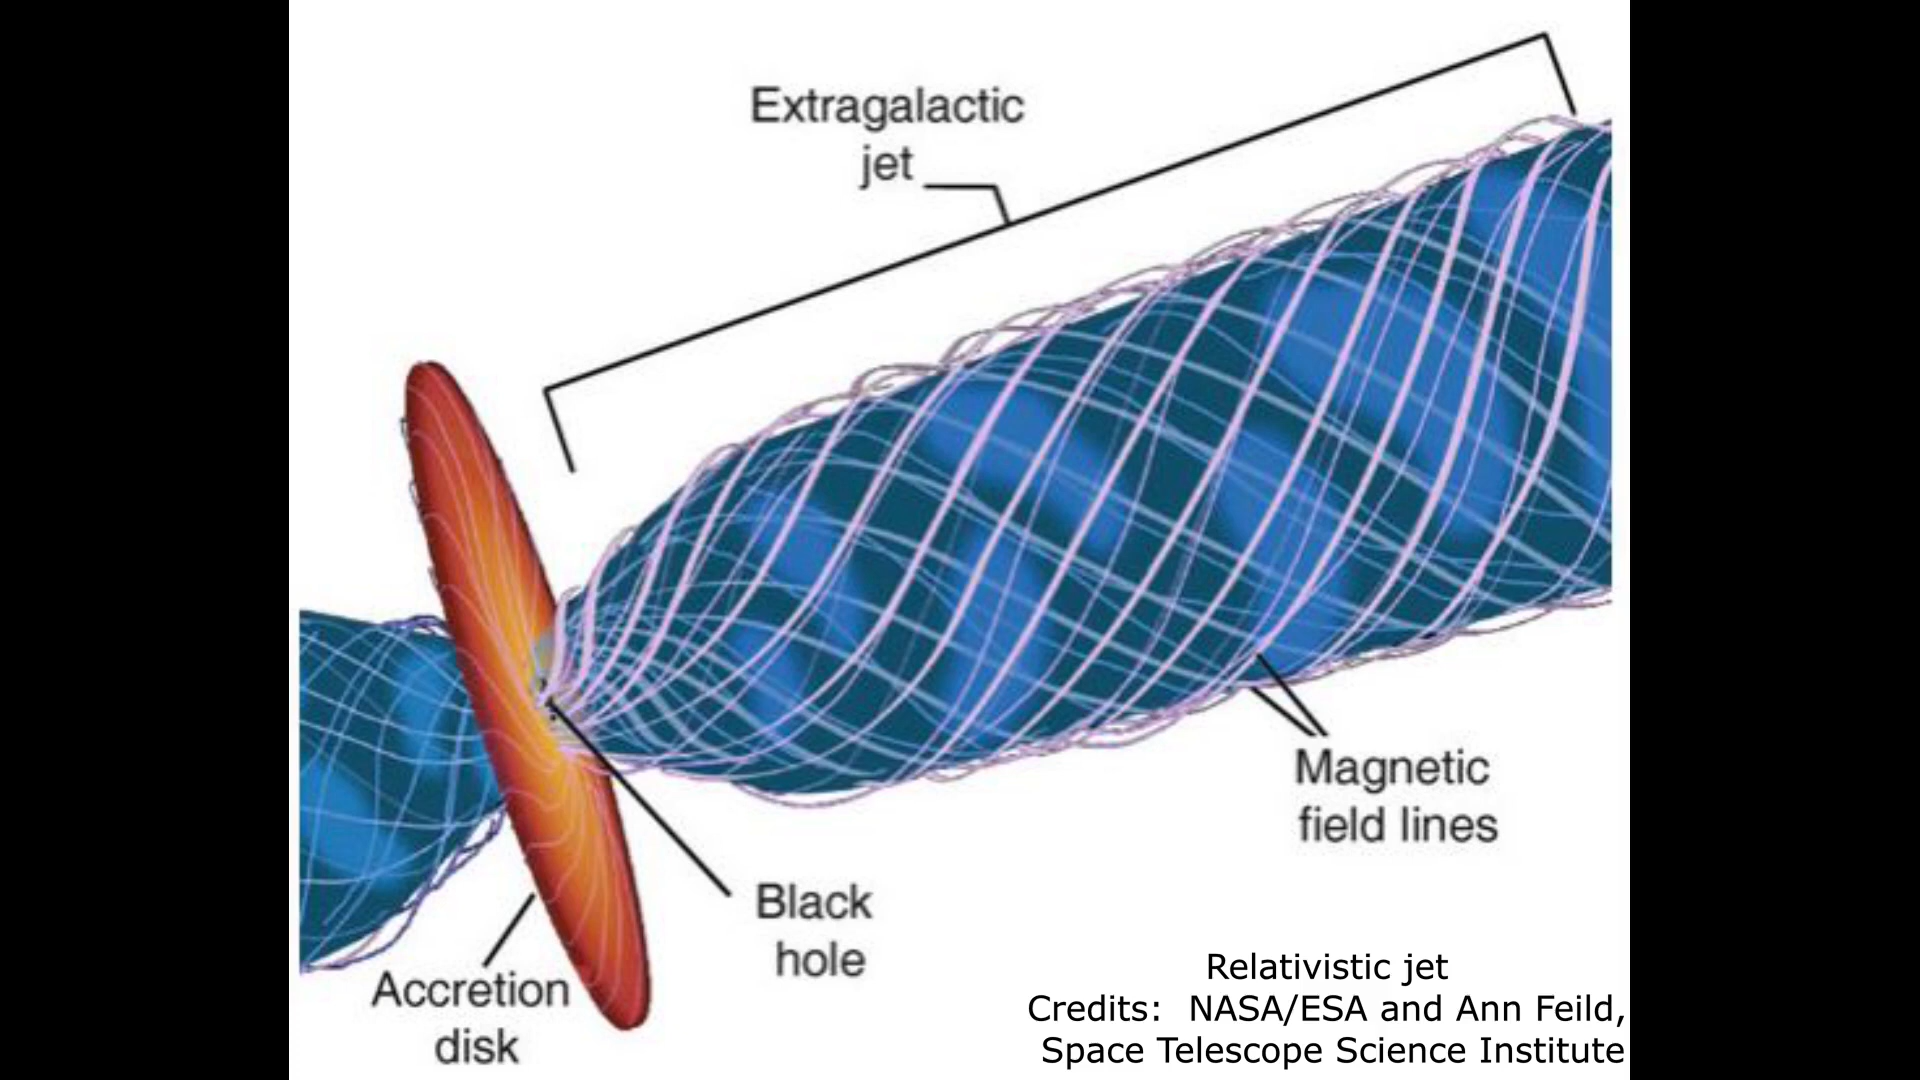 Extragalactic
jet
Magnetic
field lines
Black
hole
Accretion
disk
Relativistic jet
Credits:  NASA/ESA and Ann Feild,
Space Telescope Science Institute